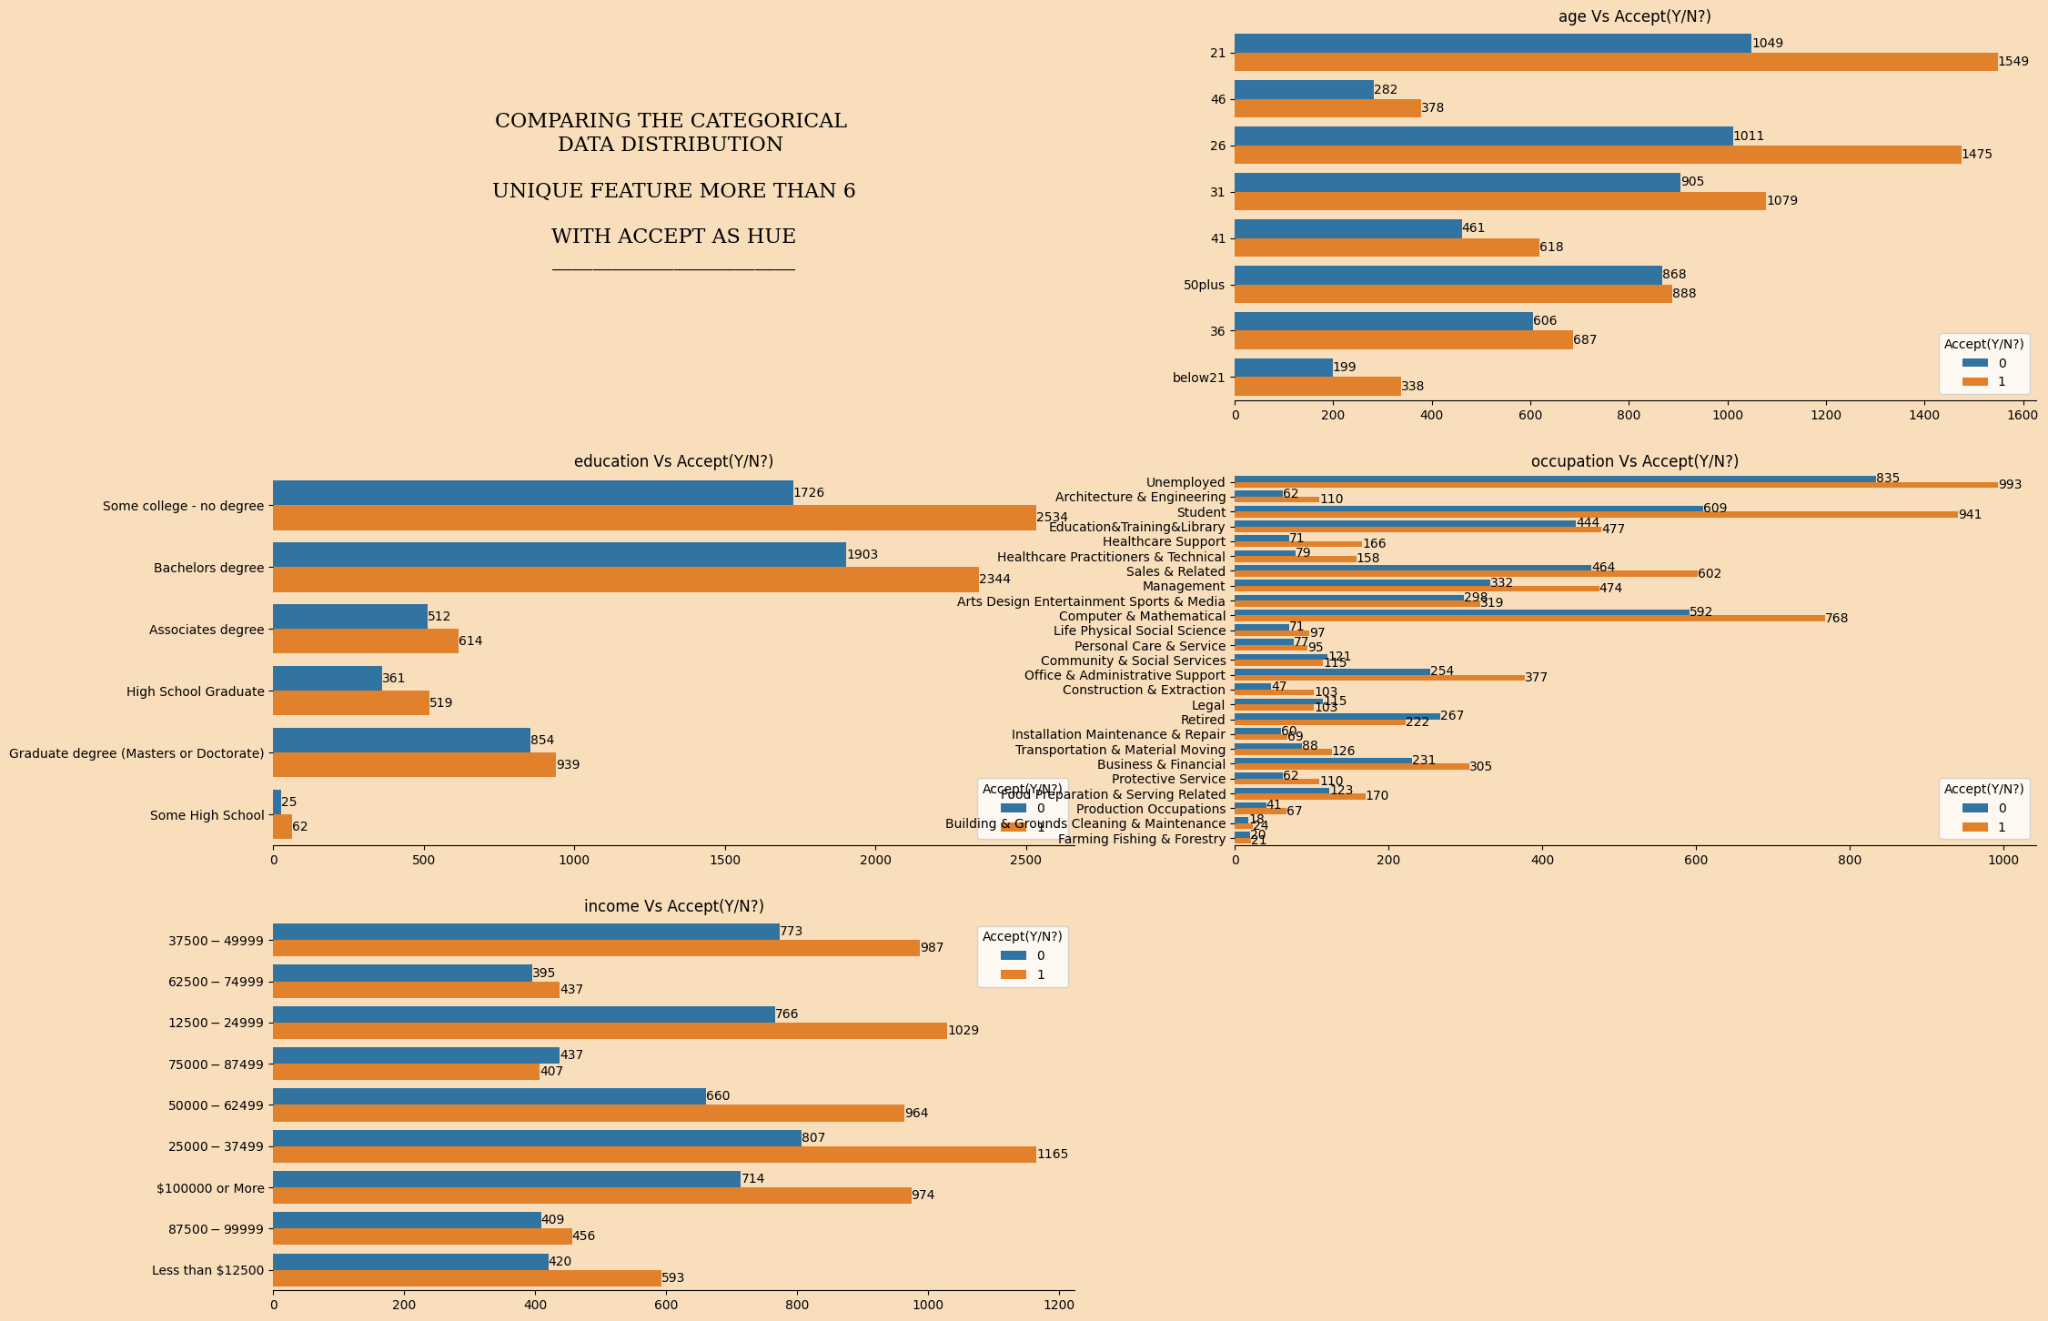 COMPARING THE CATEGORICAL
DATA DISTRIBUTION
UNIQUE FEATURE MORE THAN 6
WITH ACCEPT AS HUE
________________________
age Vs Accept(Y/N?)
21
1049
1549
46
282
378
26
1011
1475
31
905
1079
41
461
618
50plus
868
888
36
606
687
below21
199
338
Accept(Y/N?)
0
1
0 200 400 600 800 1000 1200 1400 1600
education Vs Accept(Y/N?)
Some college - no degree
1726
2534
Bachelors degree
1903
2344
Associates degree
512
614
High School Graduate
361
519
Graduate degree (Masters or Doctorate)
854
939
Some High School
25
62
Accept(Y/N?)
0
1
0 500 1000 1500 2000 2500
occupation Vs Accept(Y/N?)
Unemployed
835
993
Architecture & Engineering
62
110
Student
609
941
Education&Training&Library
444
477
Healthcare Support
71
166
Healthcare Practitioners & Technical
79
158
Sales & Related
464
602
Management
332
474
Arts Design Entertainment Sports & Media
298
319
Computer & Mathematical
592
768
Life Physical Social Science
71
97
Personal Care & Service
77
95
Community & Social Services
121
115
Office & Administrative Support
254
377
Construction & Extraction
47
103
Legal
115
103
Retired
267
222
Installation Maintenance & Repair
60
69
Transportation & Material Moving
88
126
Business & Financial
231
305
Protective Service
62
110
Food Preparation & Serving Related
123
170
Production Occupations
41
67
Building & Grounds Cleaning & Maintenance
18
24
Farming Fishing & Forestry
20
21
Accept(Y/N?)
0
1
0 200 400 600 800 1000
income Vs Accept(Y/N?)
37500 − 49999
773
987
62500 − 74999
395
437
12500 − 24999
766
1029
75000 − 87499
437
407
50000 − 62499
660
964
25000 − 37499
807
1165
$100000 or More
714
974
87500 − 99999
409
456
Less than $12500
420
593
Accept(Y/N?)
0
1
0 200 400 600 800 1000 1200